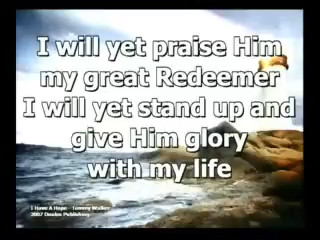 I will yet praise Him
my great Redeemer
I will yet stand up and
give Him glory
with my life
I Have A Hope - Tommy Walker
2007 Doulos Publishing